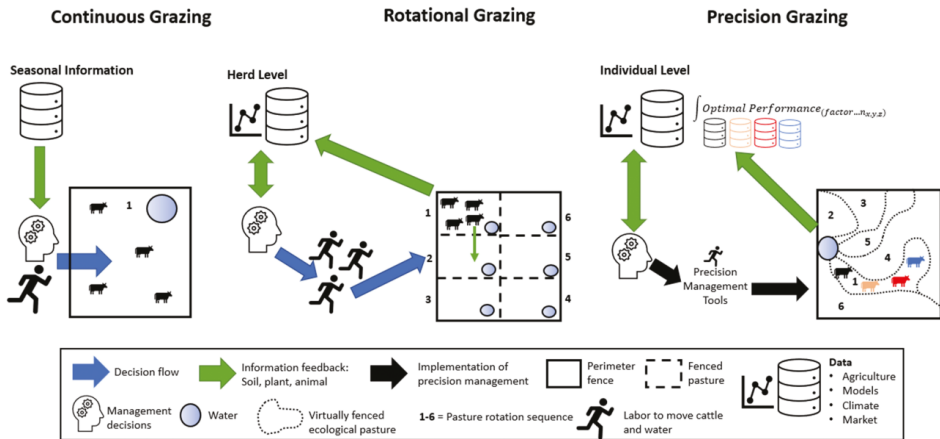 Continuous Grazing
Rotational Grazing
Precision Grazing
Seasonal Information
1
Herd Level
1
6
2
5
3
4
Individual Level
∫Optimal Performance(factor...nx,y,z)
Precision
Management
Tools
2
3
5
4
1
6
Decision flow
Information feedback:
Soil, plant, animal
Implementation of
precision management
Perimeter
fence
Fenced
pasture
Data
• Agriculture
• Models
• Climate
• Market
Management
decisions
Water
Virtually fenced
ecological pasture
1-6 = Pasture rotation sequence
Labor to move cattle
and water